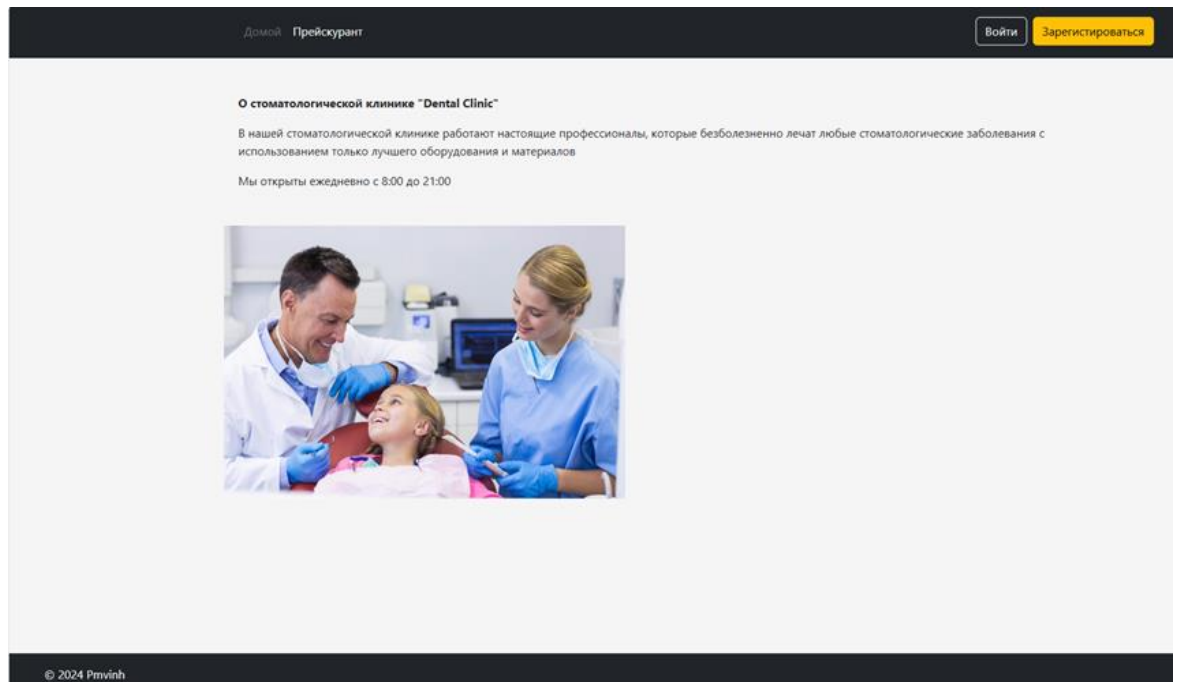 Домой Прейскурант Войти Зарегистироваться
О стоматологической клинике "Dental Clinic"
В нашей стоматологической клинике работают настоящие профессионалы, которые безболезненно лечат любые стоматологические заболевания с
использованием только лучшего оборудования и материалов
Мы открыты ежедневно с 8:00 до 21:00
© 2024 Pmvinh